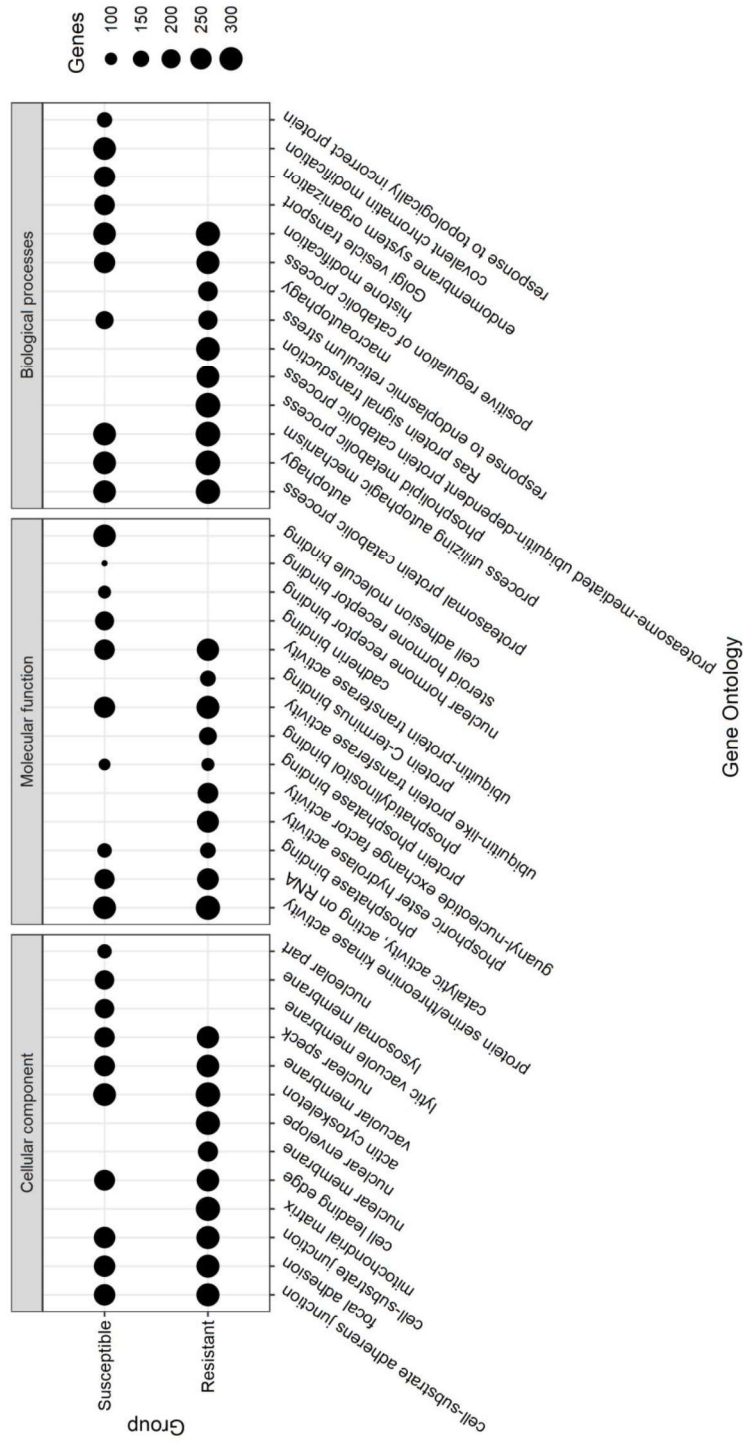 Genes
100
150
200
250
300
Cellular component
Molecular function
Biological processes
Group
Susceptible
Resistant
cell-substrate adherens junction
focal adhesion
cell-substrate junction
mitochondrial matrix
cell leading edge
nuclear membrane
nuclear envelope
actin cytoskeleton
vacuolar membrane
nuclear speck
lytic vacuole membrane
lysosomal membrane
nucleolar part
protein serine/threonine kinase activity
catalytic activity, acting on RNA
phosphatase binding
guanyl-nucleotide exchange factor activity
phosphoric ester hydrolase activity
protein phosphatase binding
phosphatidylinositol binding
ubiquitin-like protein transferase activity
protein C-terminus binding
ubiquitin-protein transferase activity
cadherin binding
nuclear hormone receptor binding
steroid hormone receptor binding
cell adhesion molecule binding
proteasomal protein catabolic process
autophagy
process utilizing autophagic mechanism
proteasome-mediated ubiquitin-dependent protein catabolic process
phospholipid metabolic process
Ras protein signal transduction
response to endoplasmic reticulum stress
macroautophagy
positive regulation of catabolic process
histone modification
Golgi vesicle transport
endomembrane system organization
covalent chromatin modification
response to topologically incorrect protein
Gene Ontology